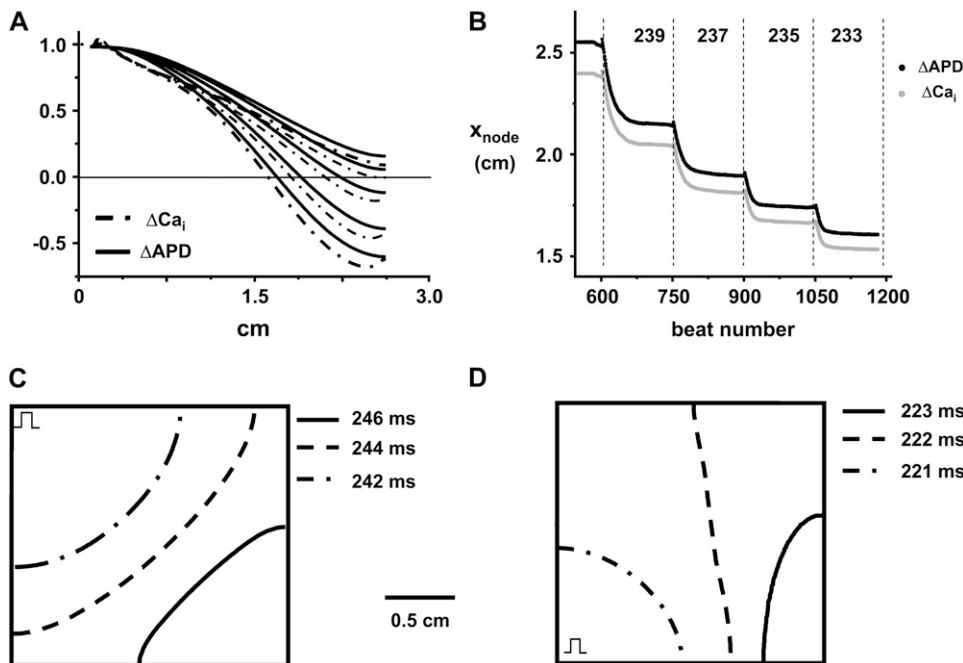 A
1.0
0.5
0.0
-0.5
ΔCaᵢ
ΔAPD
0
1.5
3.0
cm
B
2.5
2.0
1.5
x_node
(cm)
239
237
235
233
ΔAPD
ΔCaᵢ
600
750
900
1050
1200
beat number
C
246 ms
244 ms
242 ms
0.5 cm
D
223 ms
222 ms
221 ms